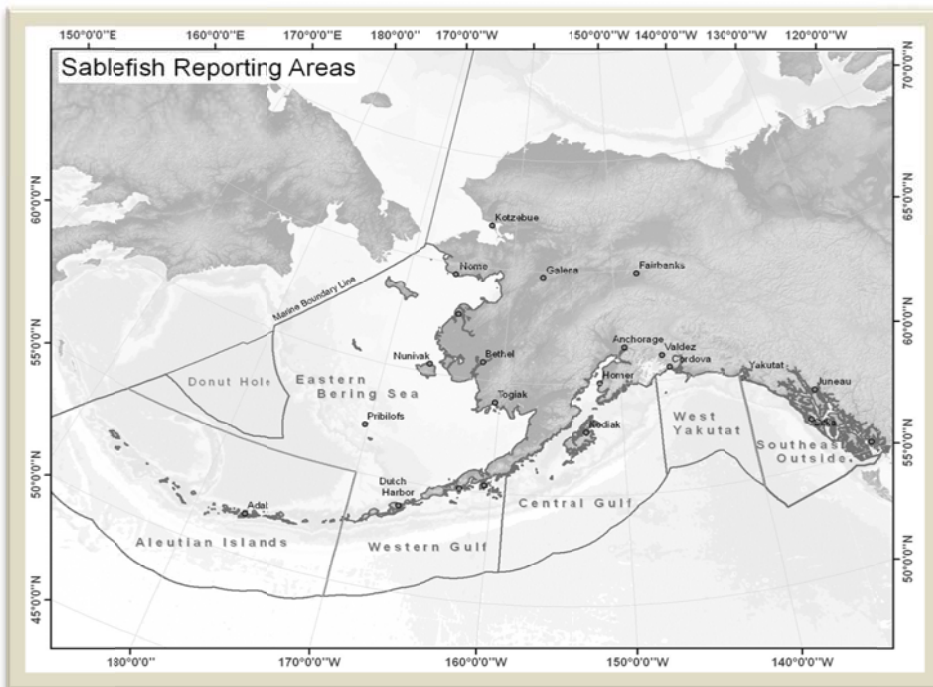 150°0'0"E 160°0'0"E 170°0'0"E 180°0'0" 170°0'0"W 150°0'0"W 140°0'0"W 130°0'0"W 120°0'0"W
Sablefish Reporting Areas
70°0'0"N
60°0'0"N
65°0'0"N
Kotzebue
Nome
Galena
Fairbanks
Marine Boundary Line
60°0'0"N
55°0'0"N
Anchorage
Valdez
Cordova
Nunivak
Bethel
Homer
Yakutat
Juneau
Donut Hole
Eastern
Bering Sea
Togiak
Pribilofs
Kodiak
West
Yakutat
Sitka
Southeast
Outside
55°0'0"N
50°0'0"N
Dutch
Harbor
Adak
Central Gulf
Aleutian Islands
Western Gulf
50°0'0"N
45°0'0"N
180°0'0" 170°0'0"W 160°0'0"W 150°0'0"W 140°0'0"W